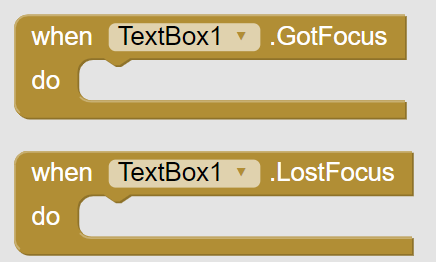 when TextBox1 .GotFocus
do
when TextBox1 .LostFocus
do